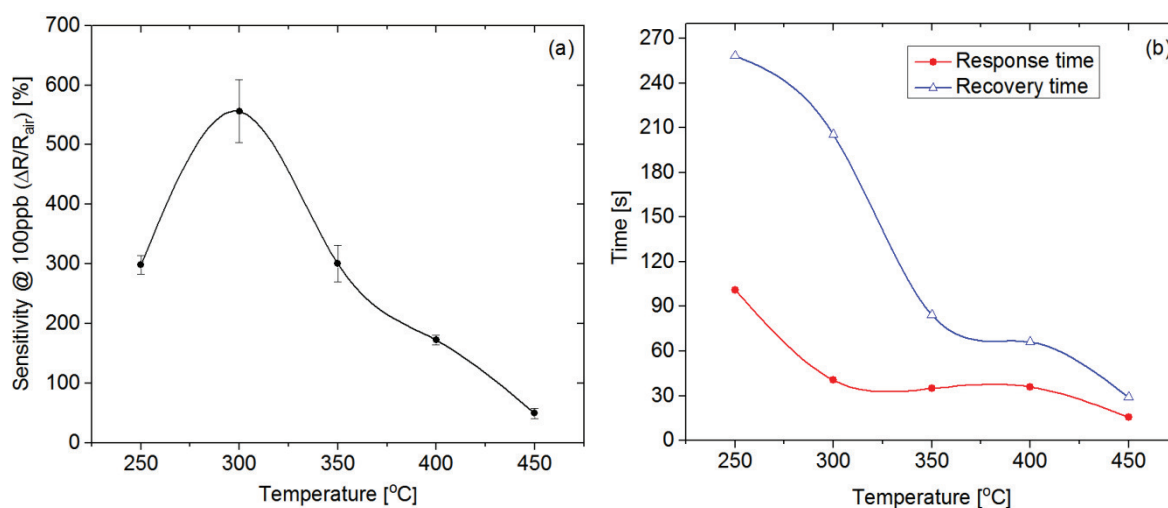 (a)
700
600
500
400
300
200
100
0
Sensitivity @ 100ppb (ΔR/Rair) [%]
250 300 350 400 450
Temperature [oC]
(b)
Response time
Recovery time
270
240
210
180
150
120
90
60
30
0
Time [s]
250 300 350 400 450
Temperature [oC]